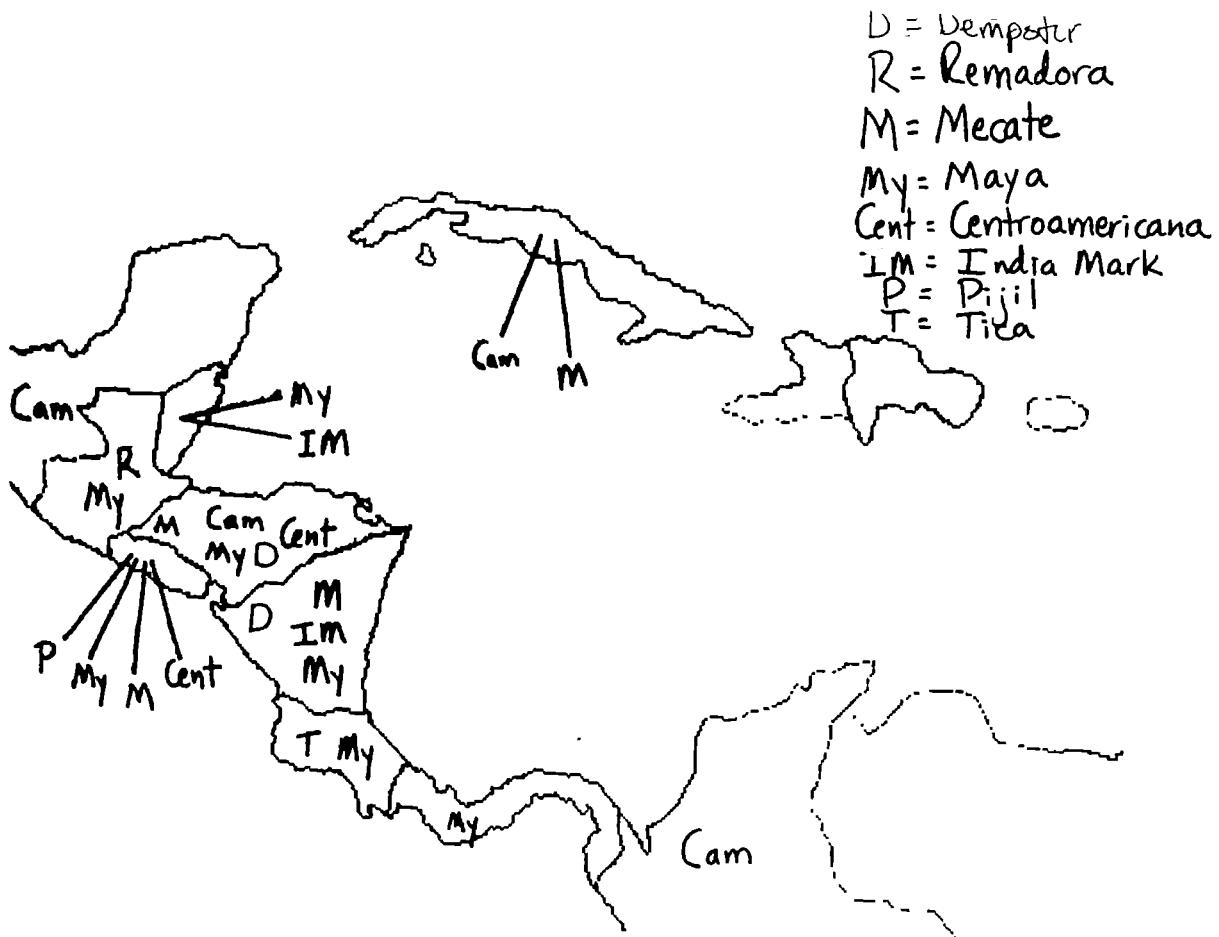 D = Dempster
R = Remadora
M = Mecate
My = Maya
Cent = Centroamericana
IM = India Mark
P = Pijil
T = Tica
Cam
M
Cam
My
IM
R
My
M
Cam
Cent
My D
D
M
IM
My
P
My
M
Cent
T My
My
Cam